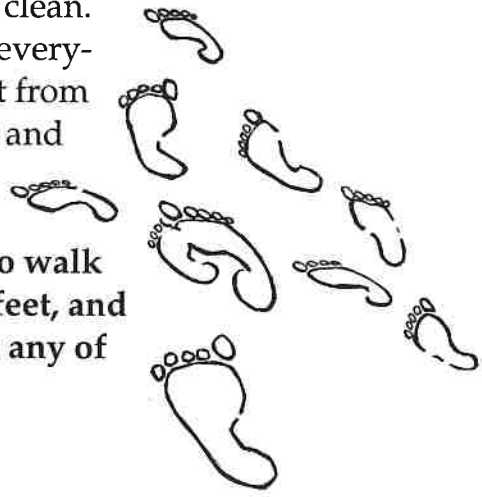 clean.
every-
t from
and
o walk
feet, and
any of